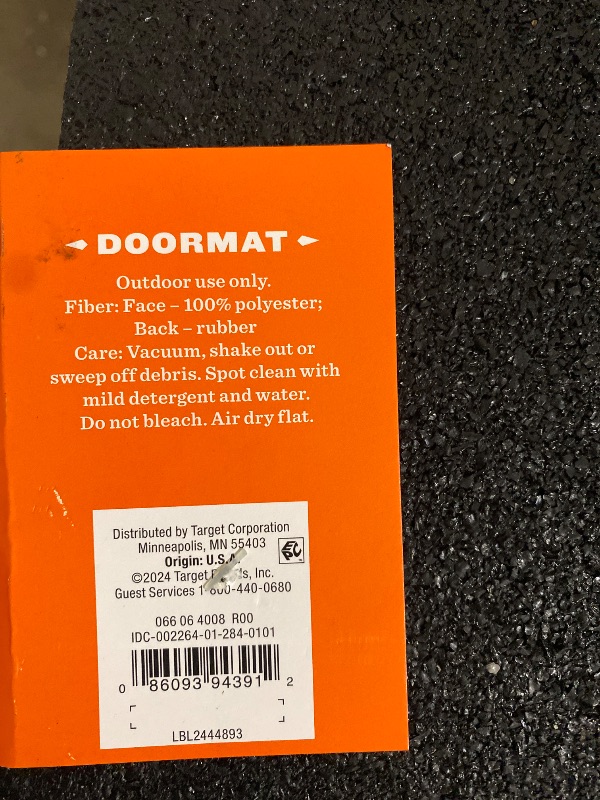 DOORMAT
Outdoor use only.
Fiber: Face – 100% polyester;
Back – rubber
Care: Vacuum, shake out or
sweep off debris. Spot clean with
mild detergent and water.
Do not bleach. Air dry flat.
Distributed by Target Corporation
Minneapolis, MN 55403
Origin: U.S.A.
©2024 Target Inc.
Guest Services 1-800-440-0680
066 06 4008 R00
IDC-002264-01-284-0101
0 86093 94391 2
LBL2444893